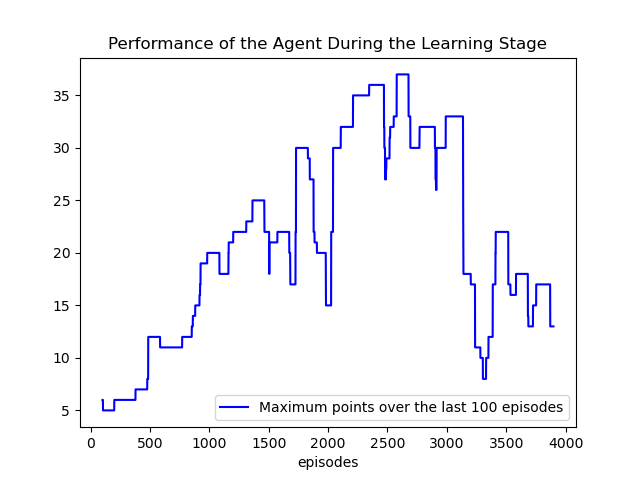 Performance of the Agent During the Learning Stage
35
30
25
20
15
10
5
Maximum points over the last 100 episodes
0 500 1000 1500 2000 2500 3000 3500 4000
episodes